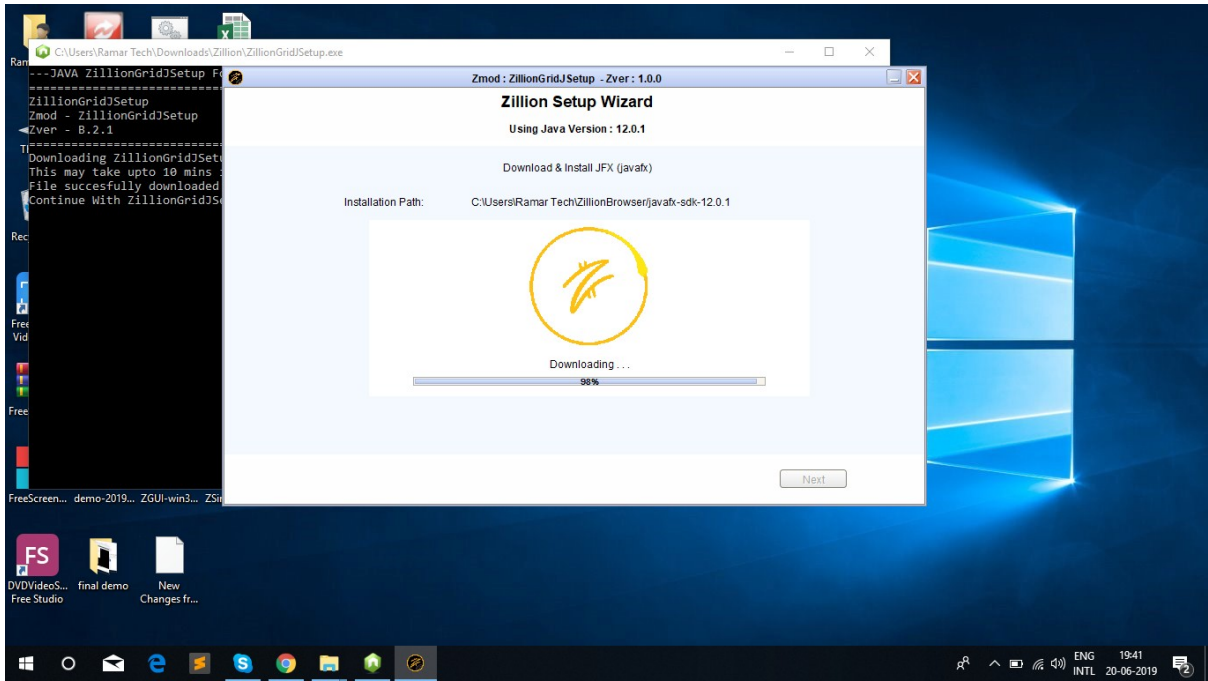 C:\Users\Ramar Tech\Downloads\Zillion\ZillionGridJSetup.exe
---JAVA ZillionGridJSetup
ZillionGridJSetup
Zmod - ZillionGridJSetup
Zver - B.2.1
Downloading
This may take upto 10 mins
File succesfully downloaded
Continue With
Zmod : ZillionGridJSetup - Zver : 1.0.0
Zillion Setup Wizard
Using Java Version : 12.0.1
Download & Install JFX (javafx)
Installation Path: C:\Users\Ramar Tech\ZillionBrowser/javafx-sdk-12.0.1
Downloading . . .
98%
Next
FreeScreen... demo-2019... ZGUI-win3...
FS
DVDVideoS... final demo New
Free Studio Changes fr...
ENG 19:41
INTL 20-06-2019
2